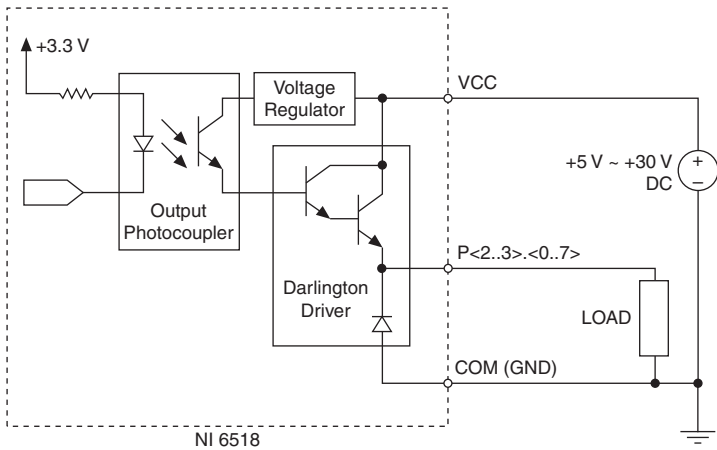 +3.3 V
Voltage
Regulator
VCC
+5 V ~ +30 V
DC
+
−
Output
Photocoupler
P<2..3>.<0..7>
Darlington
Driver
LOAD
COM (GND)
NI 6518